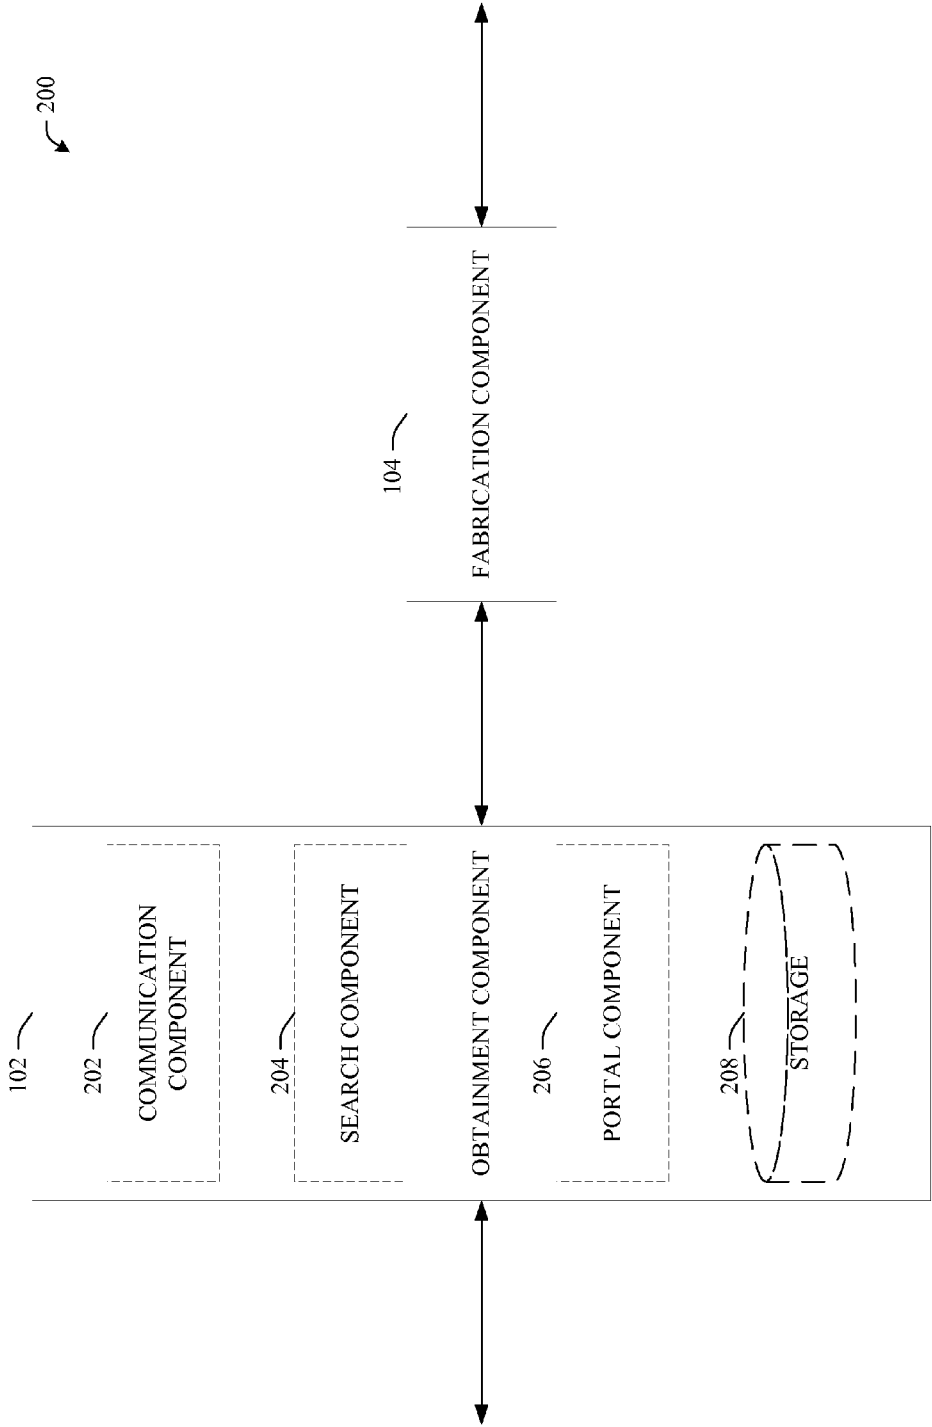 200
102
202
COMMUNICATION
COMPONENT
204
SEARCH COMPONENT
OBTAINMENT COMPONENT
206
PORTAL COMPONENT
208
STORAGE
104
FABRICATION COMPONENT